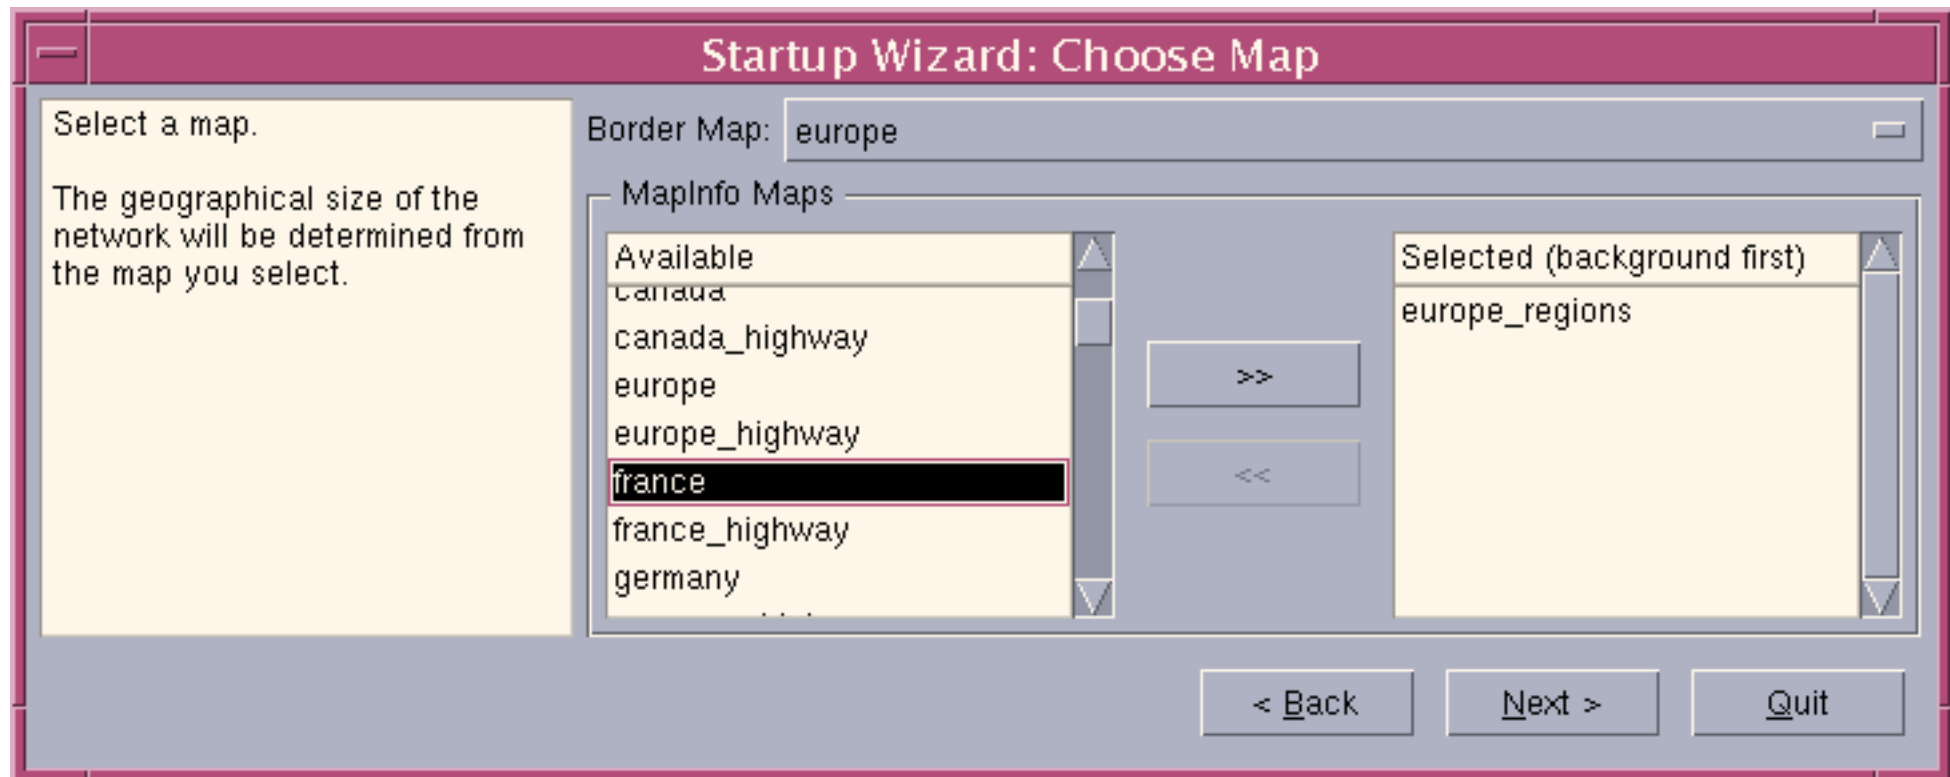 Startup Wizard: Choose Map
Select a map.
The geographical size of the
network will be determined from
the map you select.
Border Map: europe
MapInfo Maps
Available
canada
canada_highway
europe
europe_highway
france
france_highway
germany
>>
<<
Selected (background first)
europe_regions
< Back
Next >
Quit